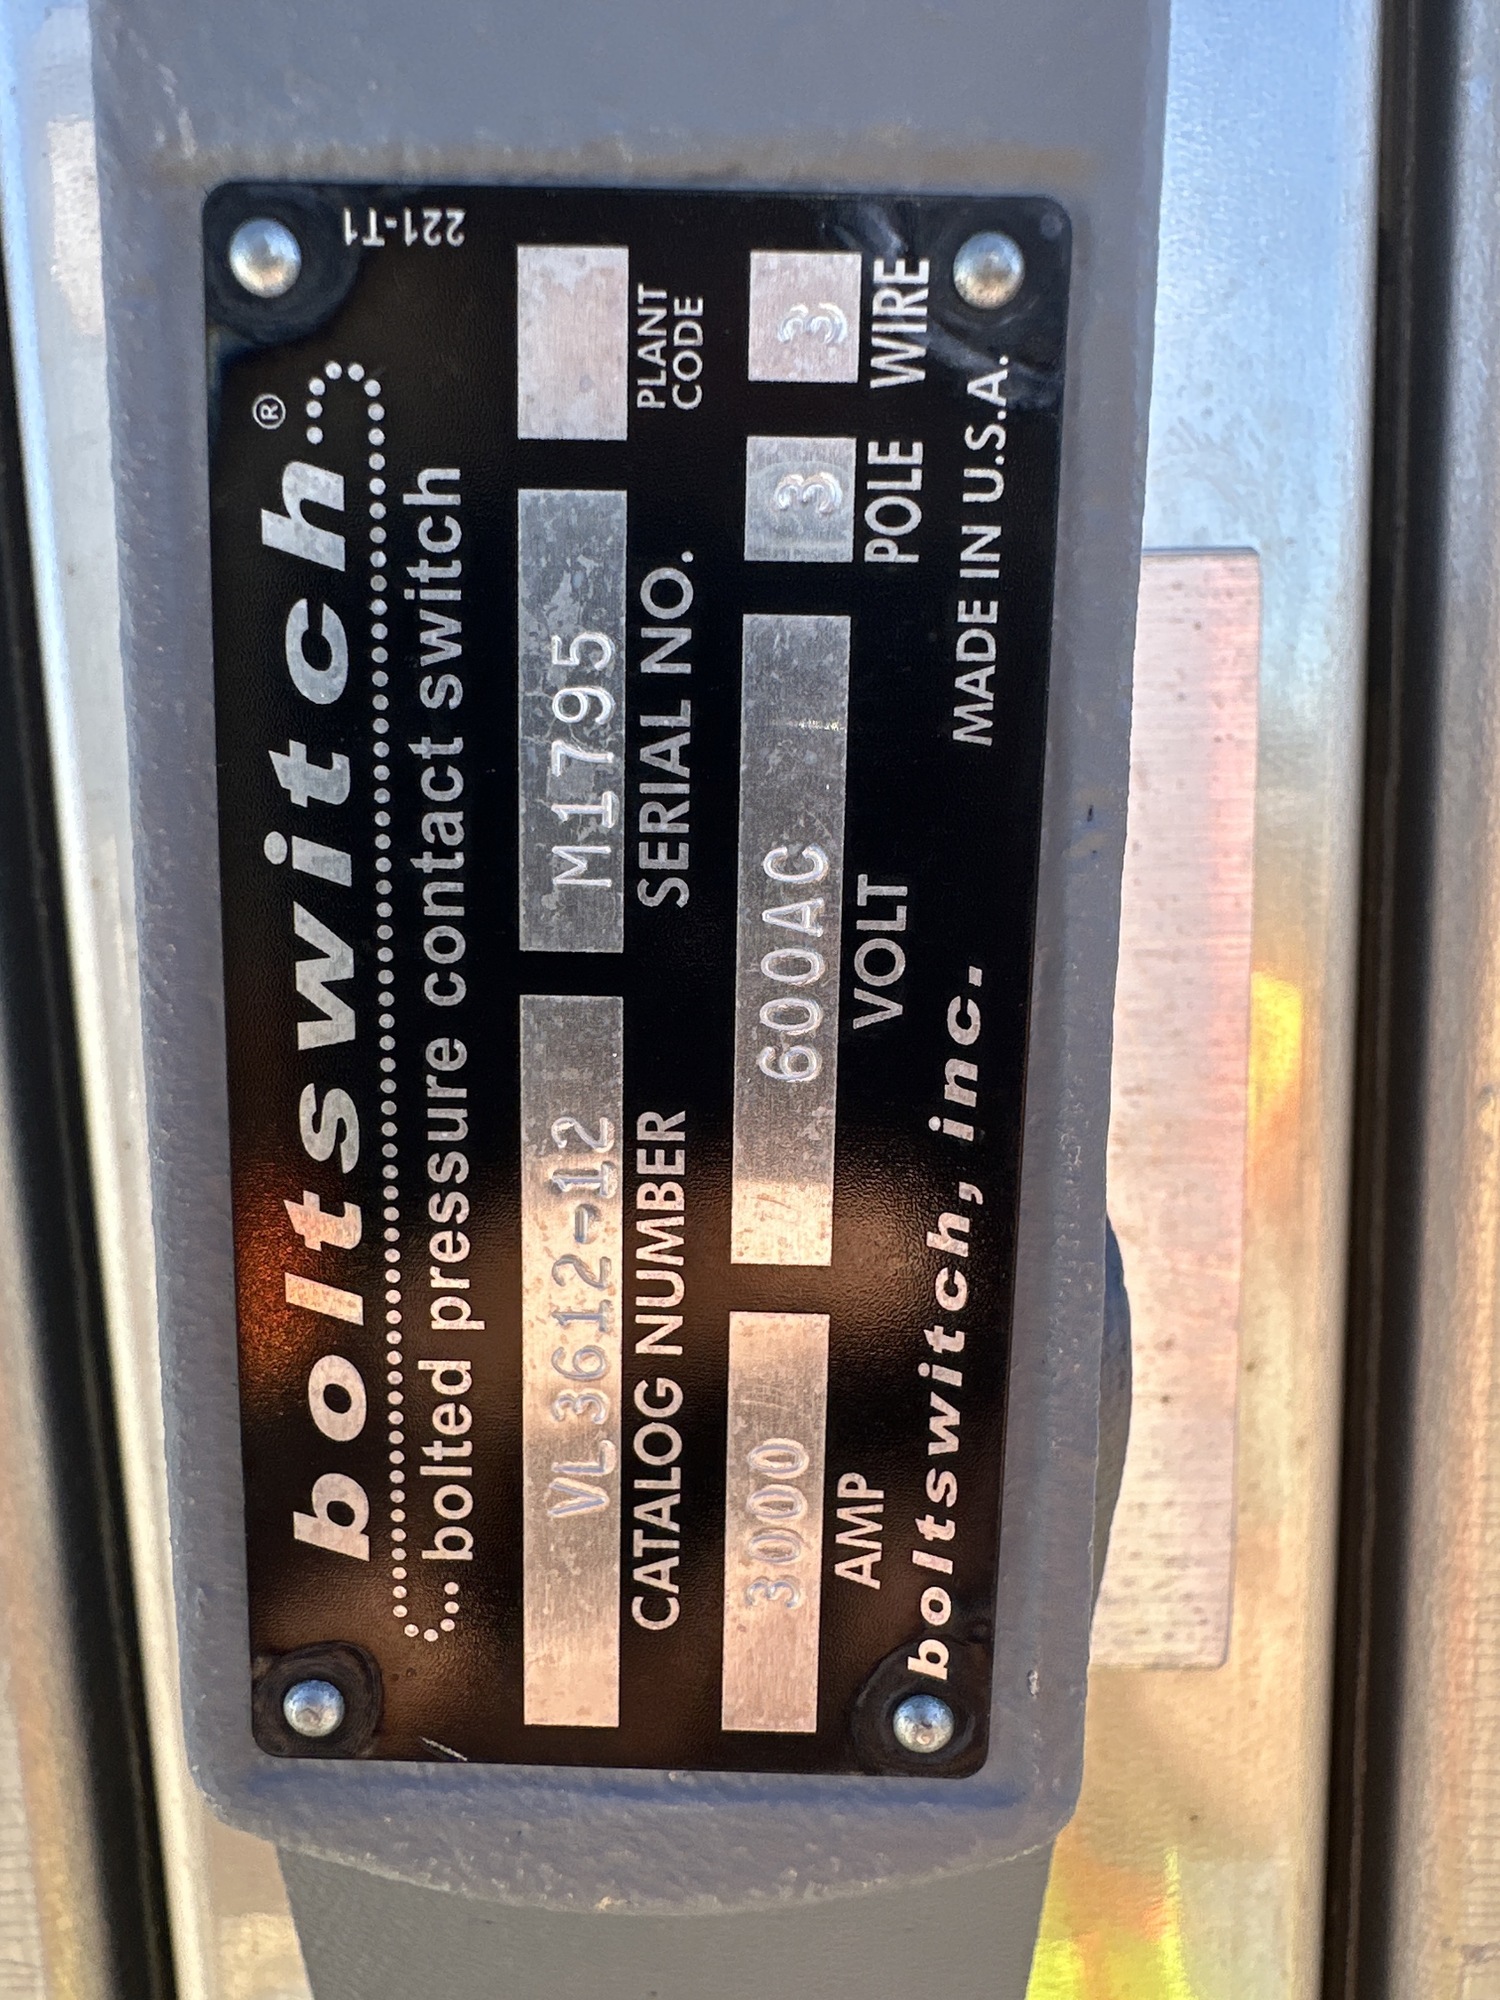 boltswitch®
... bolted pressure contact switch
221-T1
VL3612-12 M1795
CATALOG NUMBER SERIAL NO. PLANT CODE
3000 600AC 3 3
AMP VOLT POLE WIRE
boltswitch, inc. MADE IN U.S.A.